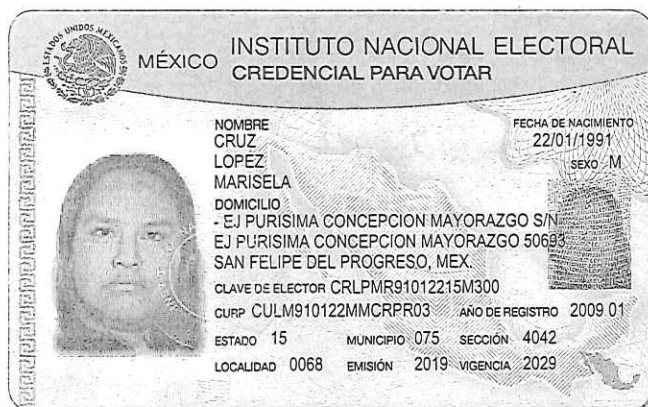 ESTADOS UNIDOS MEXICANOS
MÉXICO INSTITUTO NACIONAL ELECTORAL
CREDENCIAL PARA VOTAR
NOMBRE
CRUZ
LOPEZ
MARISELA
FECHA DE NACIMIENTO
22/01/1991
SEXO M
DOMICILIO
- EJ PURISIMA CONCEPCION MAYORAZGO S/N
EJ PURISIMA CONCEPCION MAYORAZGO 50693
SAN FELIPE DEL PROGRESO, MEX.
CLAVE DE ELECTOR CRLPMR91012215M300
CURP CULM910122MMCRPR03 AÑO DE REGISTRO 2009 01
ESTADO 15 MUNICIPIO 075 SECCIÓN 4042
LOCALIDAD 0068 EMISIÓN 2019 VIGENCIA 2029